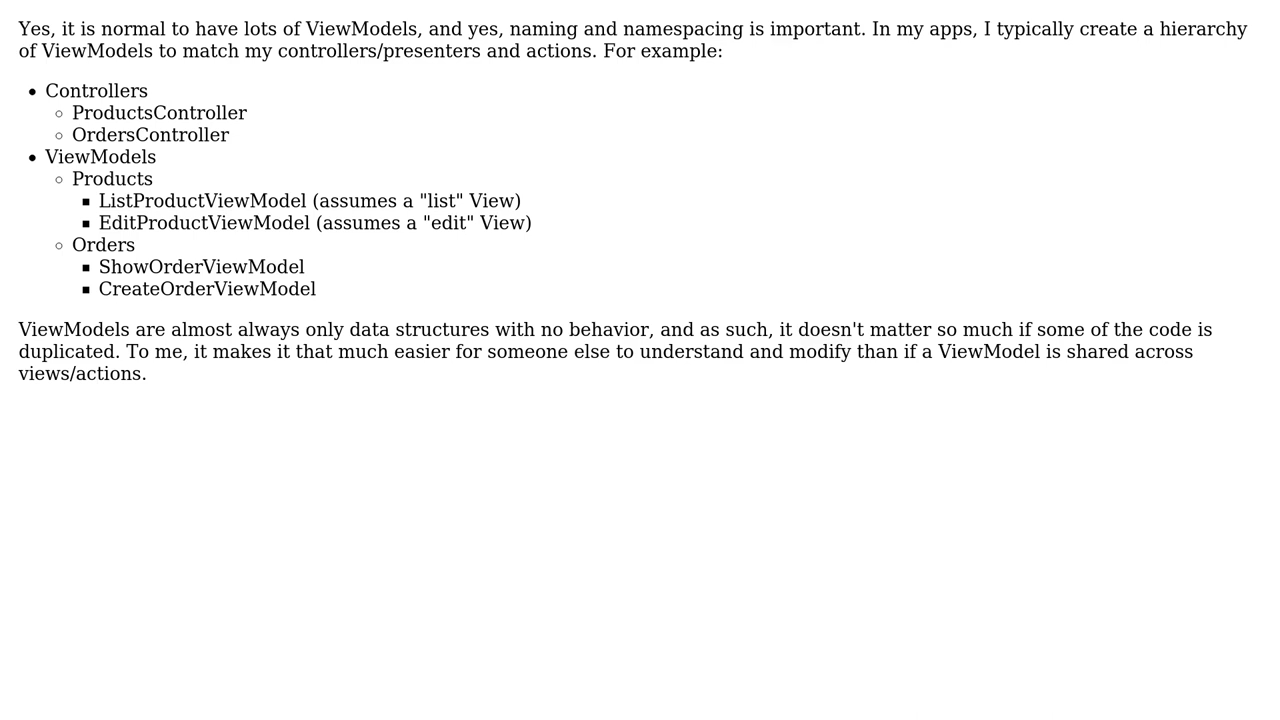 Yes, it is normal to have lots of ViewModels, and yes, naming and namespacing is important. In my apps, I typically create a hierarchy
of ViewModels to match my controllers/presenters and actions. For example:
Controllers
ProductsController
OrdersController
ViewModels
Products
ListProductViewModel (assumes a "list" View)
EditProductViewModel (assumes a "edit" View)
Orders
ShowOrderViewModel
CreateOrderViewModel
ViewModels are almost always only data structures with no behavior, and as such, it doesn't matter so much if some of the code is
duplicated. To me, it makes it that much easier for someone else to understand and modify than if a ViewModel is shared across
views/actions.